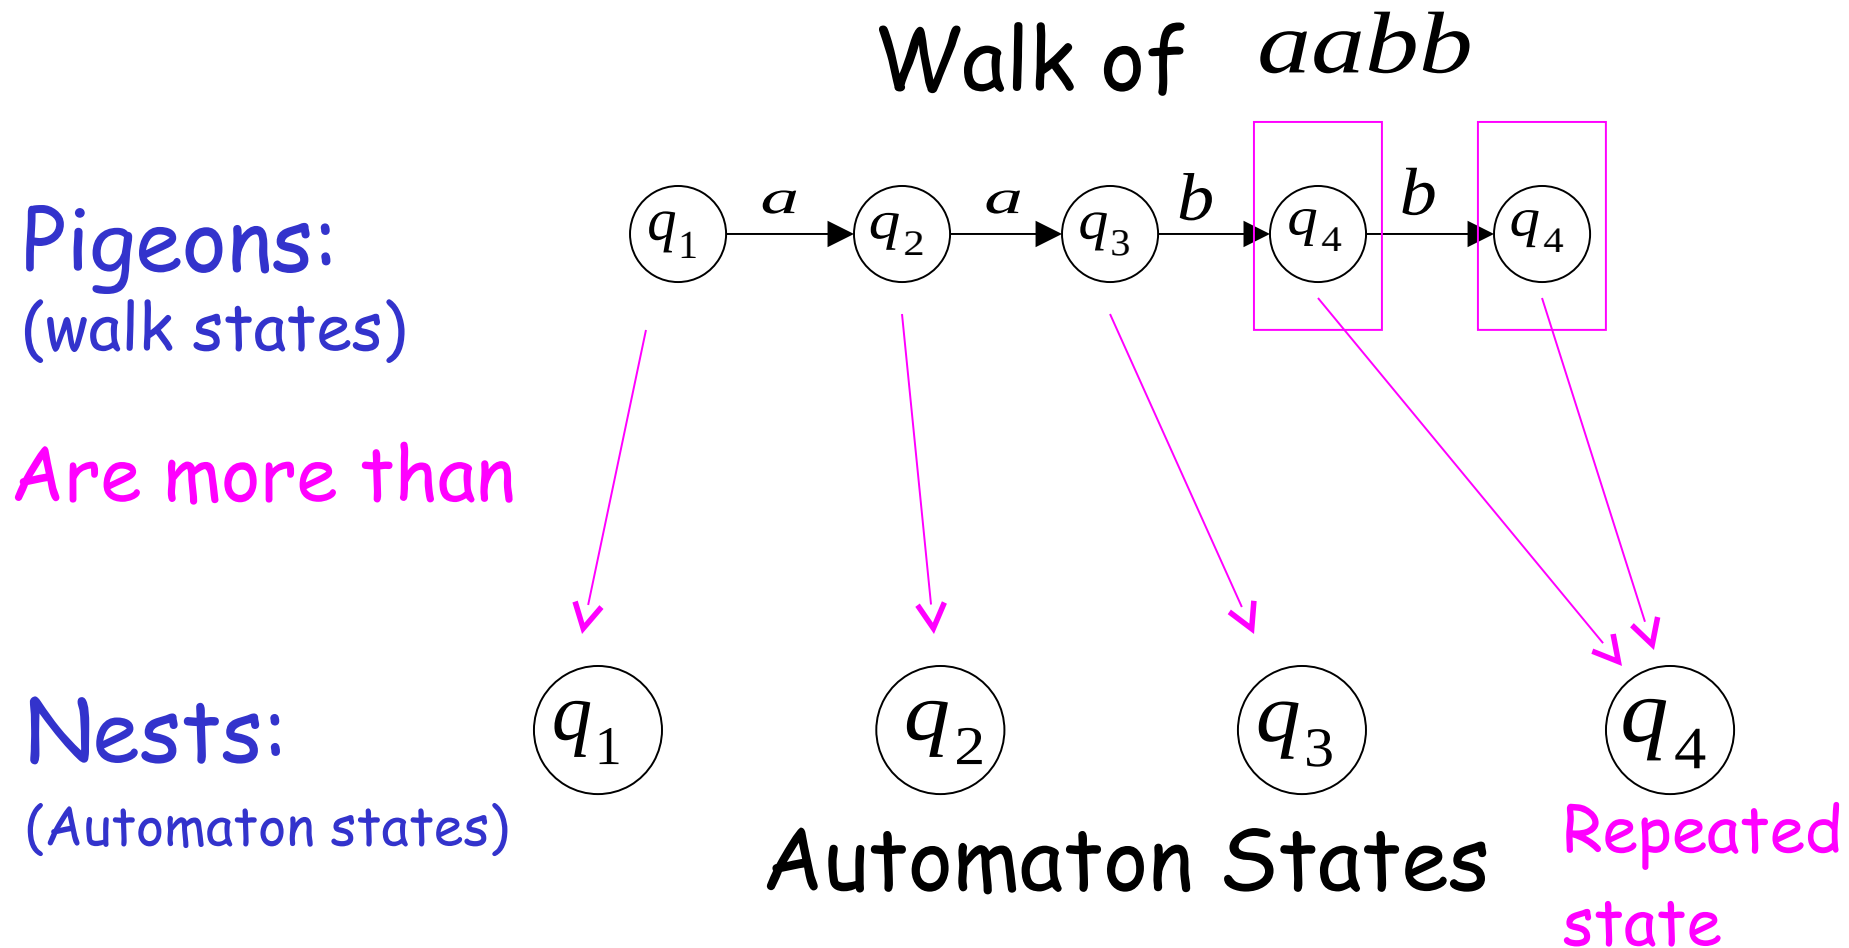 Walk of aabb
a a b b
Pigeons: q1 q2 q3 q4 q4
(walk states)
Are more than
Nests: q1 q2 q3 q4
(Automaton states)
Automaton States
Repeated
state